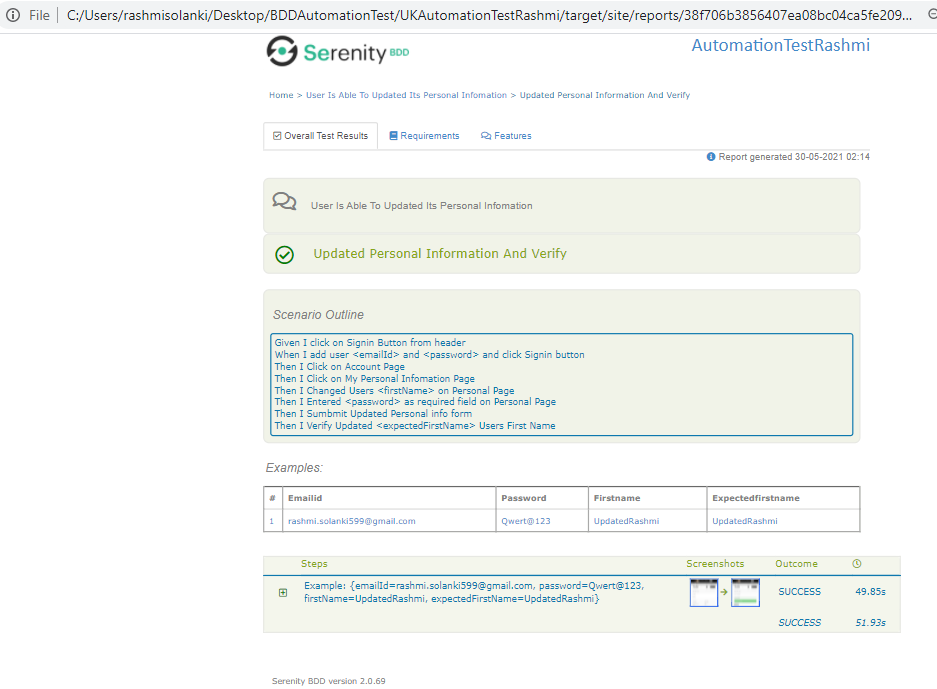 File C:/Users/rashmisolanki/Desktop/BDDAutomationTest/UKAutomationTestRashmi/target/site/reports/38f706b3856407ea08bc04ca5fe209...
Serenity BDD
AutomationTestRashmi
Home > User Is Able To Updated Its Personal Infomation > Updated Personal Information And Verify
Overall Test Results Requirements Features
Report generated 30-05-2021 02:14
User Is Able To Updated Its Personal Infomation
Updated Personal Information And Verify
Scenario Outline
Given I click on Signin Button from header
When I add user <emailId> and <password> and click Signin button
Then I Click on Account Page
Then I Click on My Personal Infomation Page
Then I Changed Users <firstName> on Personal Page
Then I Entered <password> as required field on Personal Page
Then I Sumbmit Updated Personal info form
Then I Verify Updated <expectedFirstName> Users First Name
Examples:
# Emailid Password Firstname Expectedfirstname
1 rashmi.solanki599@gmail.com Qwert@123 UpdatedRashmi UpdatedRashmi
Steps Screenshots Outcome
Example: {emailId=rashmi.solanki599@gmail.com, password=Qwert@123,
firstName=UpdatedRashmi, expectedFirstName=UpdatedRashmi}
SUCCESS 49.85s
SUCCESS 51.93s
Serenity BDD version 2.0.69